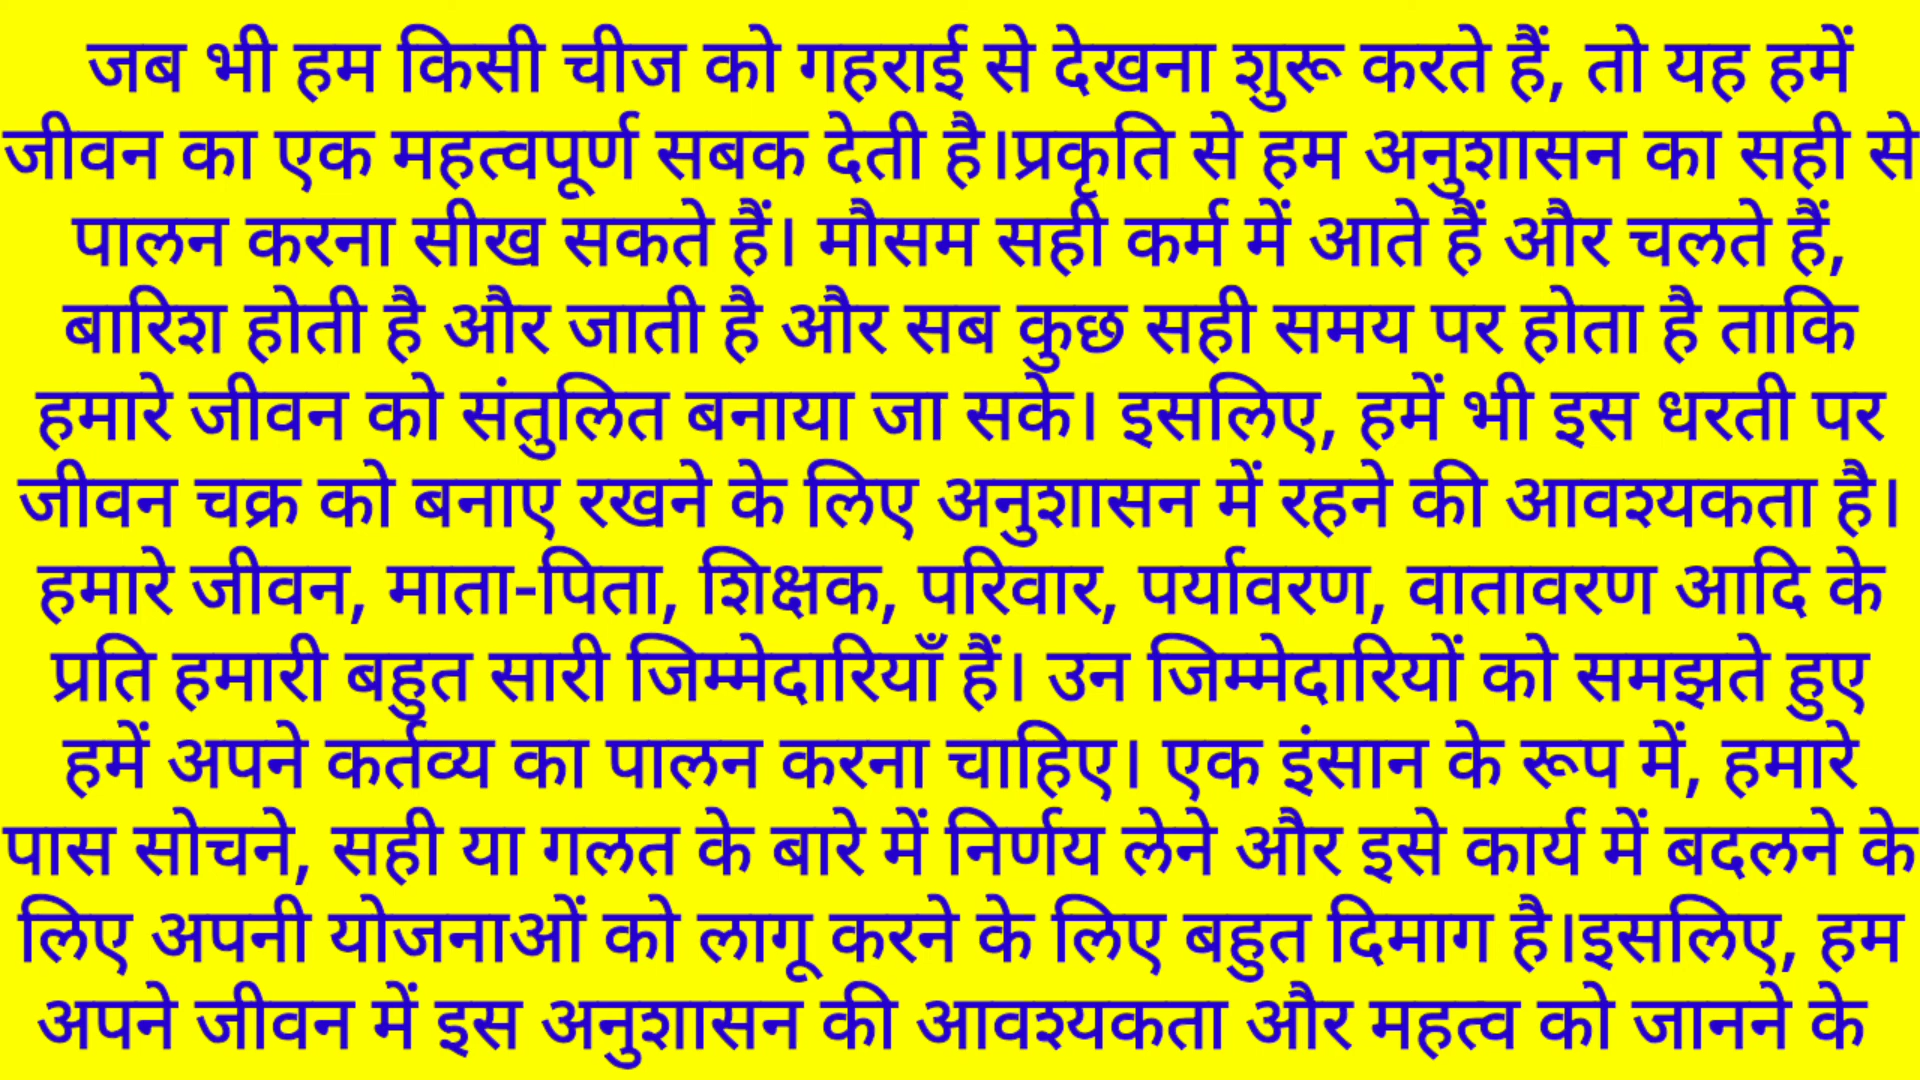 जब भी हम किसी चीज को गहराई से देखना शुरू करते हैं, तो यह हमें
जीवन का एक महत्वपूर्ण सबक देती है।प्रकृति से हम अनुशासन का सही से
पालन करना सीख सकते हैं। मौसम सही कर्म में आते हैं और चलते हैं,
बारिश होती है और जाती है और सब कुछ सही समय पर होता है ताकि
हमारे जीवन को संतुलित बनाया जा सके। इसलिए, हमें भी इस धरती पर
जीवन चक्र को बनाए रखने के लिए अनुशासन में रहने की आवश्यकता है।
हमारे जीवन, माता-पिता, शिक्षक, परिवार, पर्यावरण, वातावरण आदि के
प्रति हमारी बहुत सारी जिम्मेदारियाँ हैं। उन जिम्मेदारियों को समझते हुए
हमें अपने कर्तव्य का पालन करना चाहिए। एक इंसान के रूप में, हमारे
पास सोचने, सही या गलत के बारे में निर्णय लेने और इसे कार्य में बदलने के
लिए अपनी योजनाओं को लागू करने के लिए बहुत दिमाग है।इसलिए, हम
अपने जीवन में इस अनुशासन की आवश्यकता और महत्व को जानने के